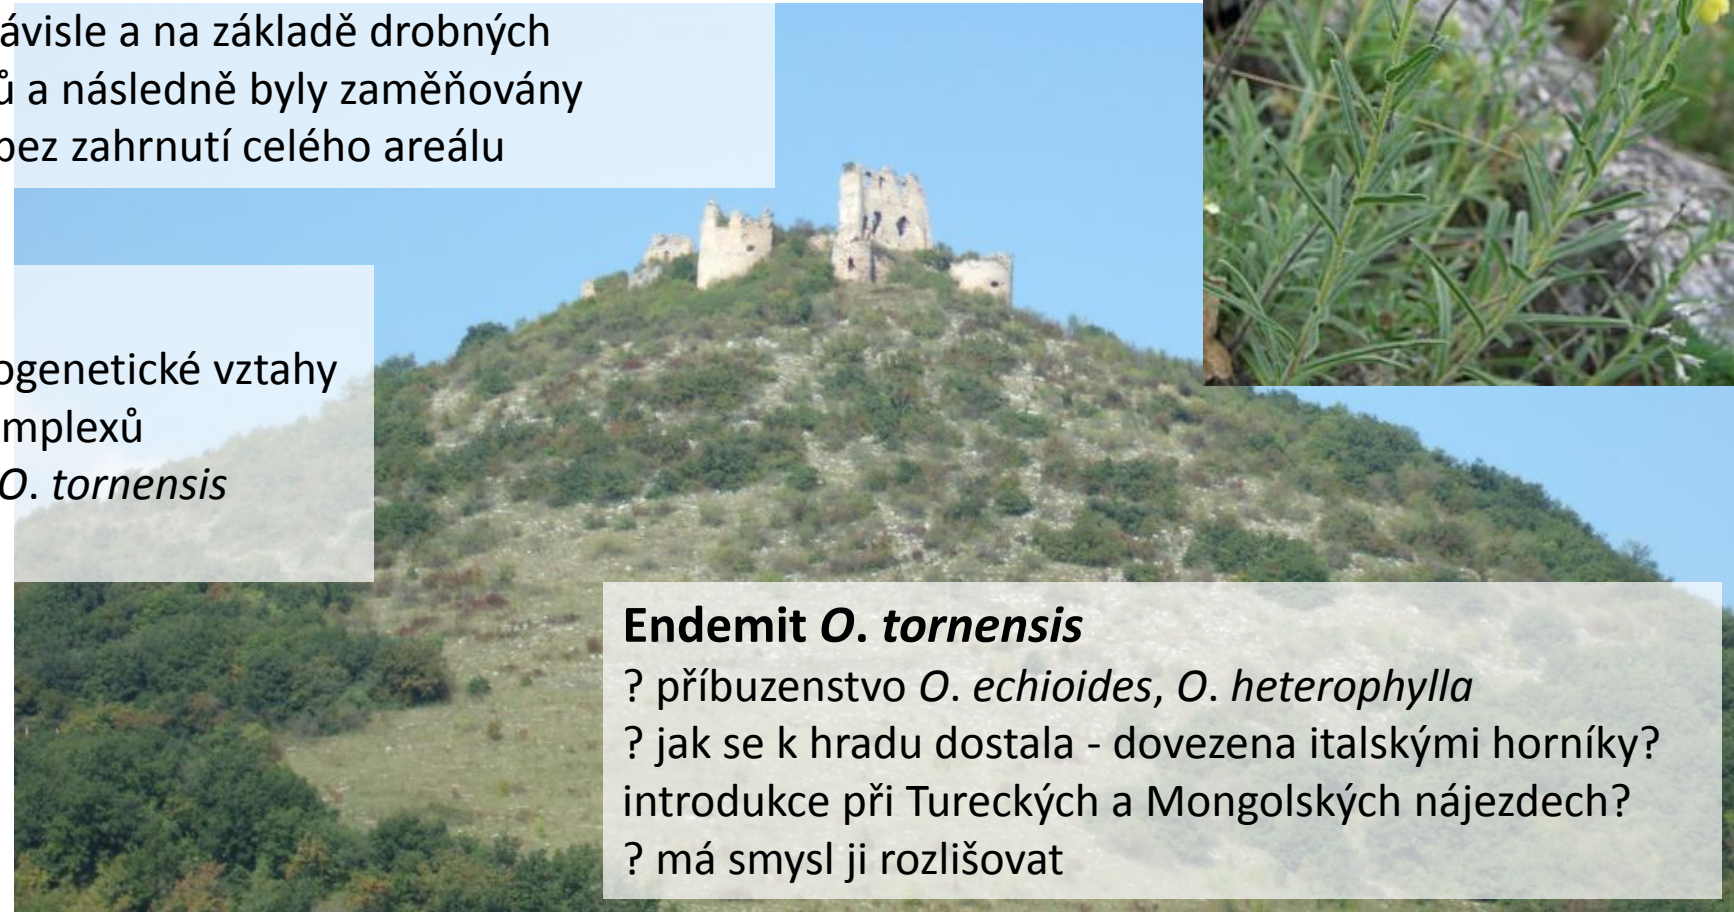 ávisle a na základě drobných
ů a následně byly zaměňovány
bez zahrnutí celého areálu
ogenetické vztahy
mplexů
O. tornensis
Endemit O. tornensis
? příbuzenstvo O. echioides, O. heterophylla
? jak se k hradu dostala - dovezena italskými horníky?
introdukce při Tureckých a Mongolských nájezdech?
? má smysl ji rozlišovat